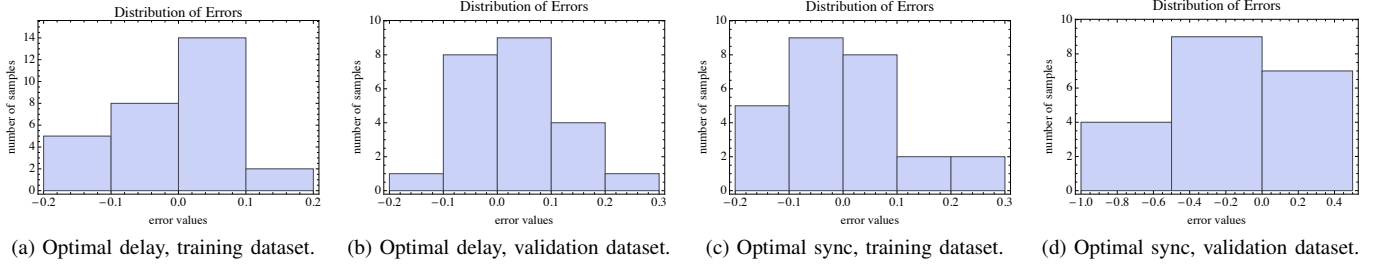 Distribution of Errors
number of samples
14
12
10
8
6
4
2
0
−0.2 −0.1 0.0 0.1 0.2
error values
(a) Optimal delay, training dataset.
Distribution of Errors
number of samples
10
8
6
4
2
0
−0.2 −0.1 0.0 0.1 0.2 0.3
error values
(b) Optimal delay, validation dataset.
Distribution of Errors
number of samples
10
8
6
4
2
0
−0.2 −0.1 0.0 0.1 0.2 0.3
error values
(c) Optimal sync, training dataset.
Distribution of Errors
number of samples
10
8
6
4
2
0
−1.0 −0.8 −0.6 −0.4 −0.2 0.0 0.2 0.4
error values
(d) Optimal sync, validation dataset.